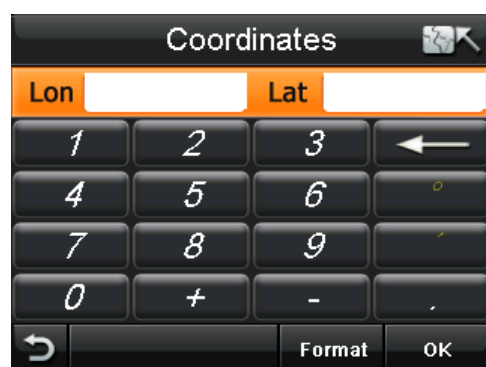 Coordinates
Lon Lat
1 2 3
4 5 6 °
7 8 9 ′
0 + - .
Format OK